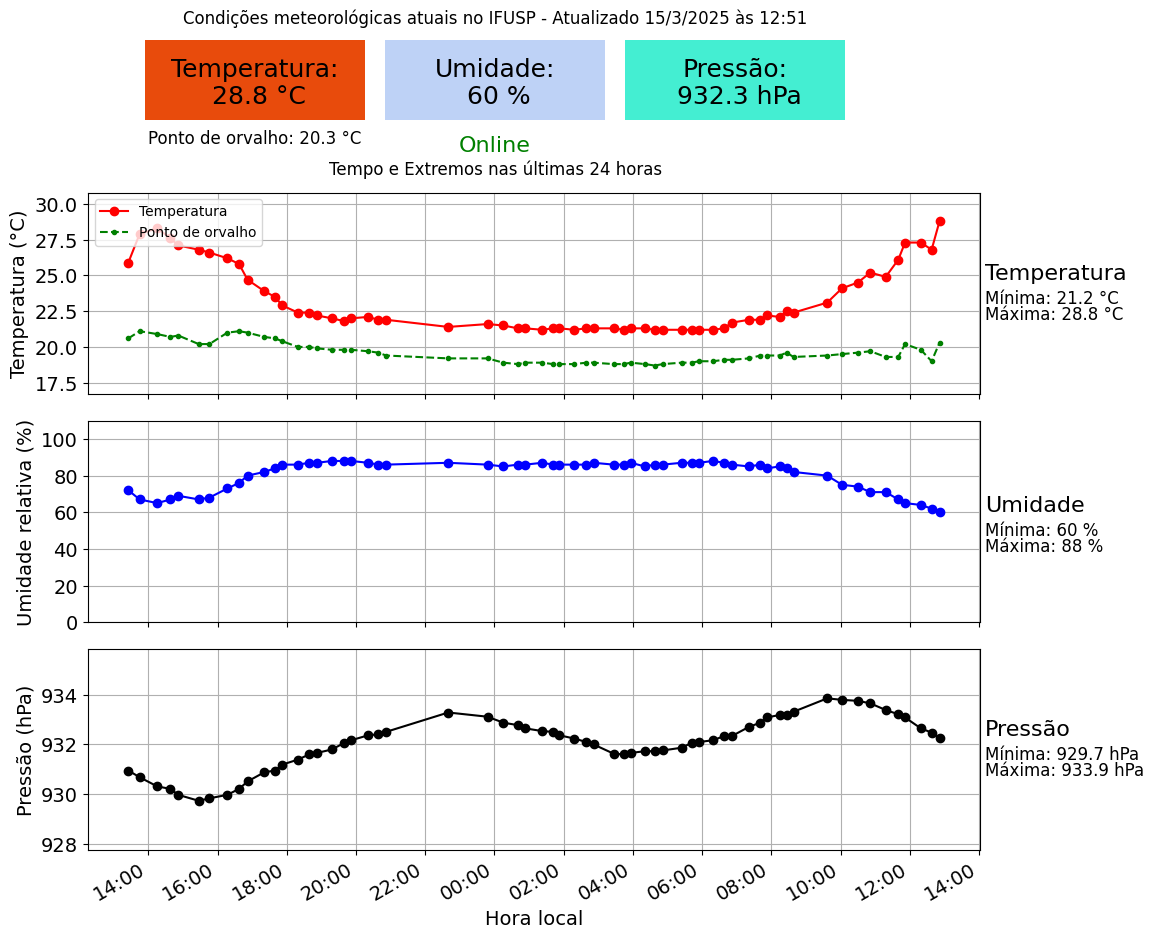 Condições meteorológicas atuais no IFUSP - Atualizado 15/3/2025 às 12:51
Temperatura:
28.8 °C
Umidade:
60 %
Pressão:
932.3 hPa
Ponto de orvalho: 20.3 °C
Online
Tempo e Extremos nas últimas 24 horas
Temperatura (°C)
30.0
27.5
25.0
22.5
20.0
17.5
Temperatura
Ponto de orvalho
Temperatura
Mínima: 21.2 °C
Máxima: 28.8 °C
Umidade relativa (%)
100
80
60
40
20
0
Umidade
Mínima: 60 %
Máxima: 88 %
Pressão (hPa)
934
932
930
928
Pressão
Mínima: 929.7 hPa
Máxima: 933.9 hPa
14:00
16:00
18:00
20:00
22:00
00:00
02:00
04:00
06:00
08:00
10:00
12:00
14:00
Hora local